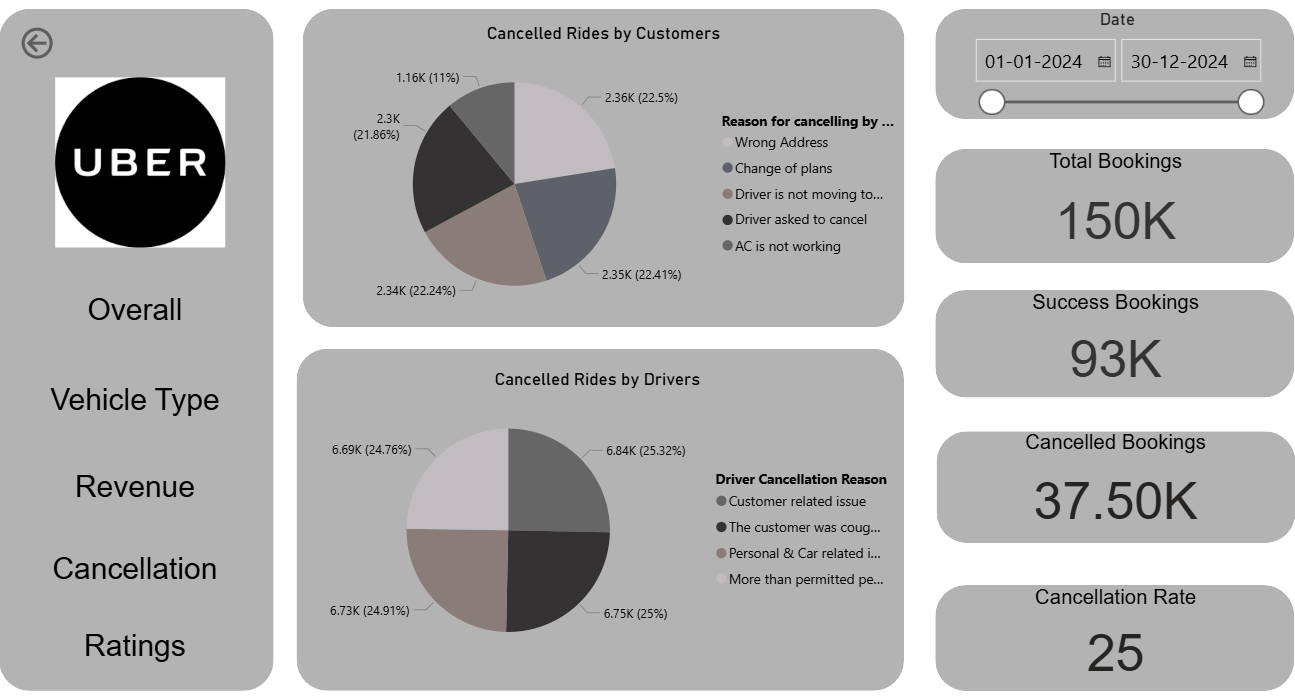 UBER
Overall
Vehicle Type
Revenue
Cancellation
Ratings
Cancelled Rides by Customers
1.16K (11%)
2.36K (22.5%)
2.3K
(21.86%)
2.34K (22.24%)
2.35K (22.41%)
Reason for cancelling by ...
Wrong Address
Change of plans
Driver is not moving to...
Driver asked to cancel
AC is not working
Cancelled Rides by Drivers
6.69K (24.76%)
6.84K (25.32%)
6.73K (24.91%)
6.75K (25%)
Driver Cancellation Reason
Customer related issue
The customer was coug...
Personal & Car related i...
More than permitted pe...
Date
01-01-2024 30-12-2024
Total Bookings
150K
Success Bookings
93K
Cancelled Bookings
37.50K
Cancellation Rate
25